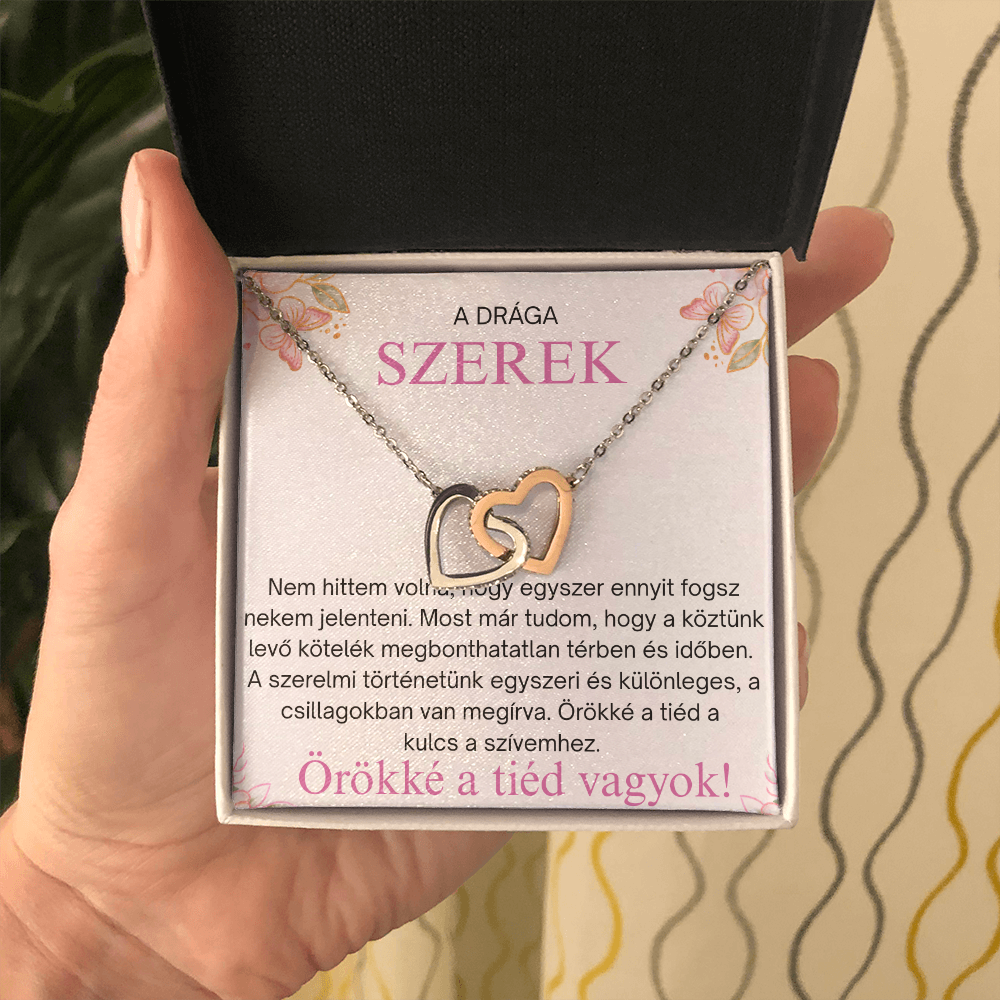 A DRÁGA
SZEREK
Nem hittem volna, hogy egyszer ennyit fogsz
nekem jelenteni. Most már tudom, hogy a köztünk
levő kötelék megbonthatatlan térben és időben.
A szerelmi történetünk egyszeri és különleges, a
csillagokban van megírva. Örökké a tiéd a
kulcs a szívemhez.
Örökké a tiéd vagyok!